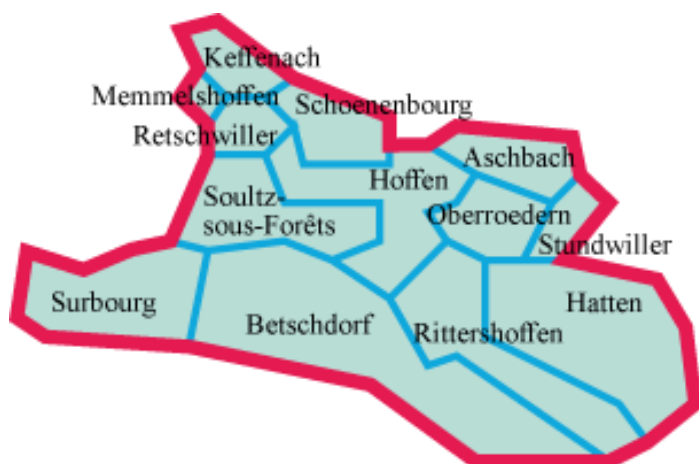 Keffenach
Memmelshoffen
Schoenenbourg
Retschwiller
Aschbach
Hoffen
Soultz-
sous-Forêts
Oberroedern
Stundwiller
Surbourg
Hatten
Betschdorf
Rittershoffen